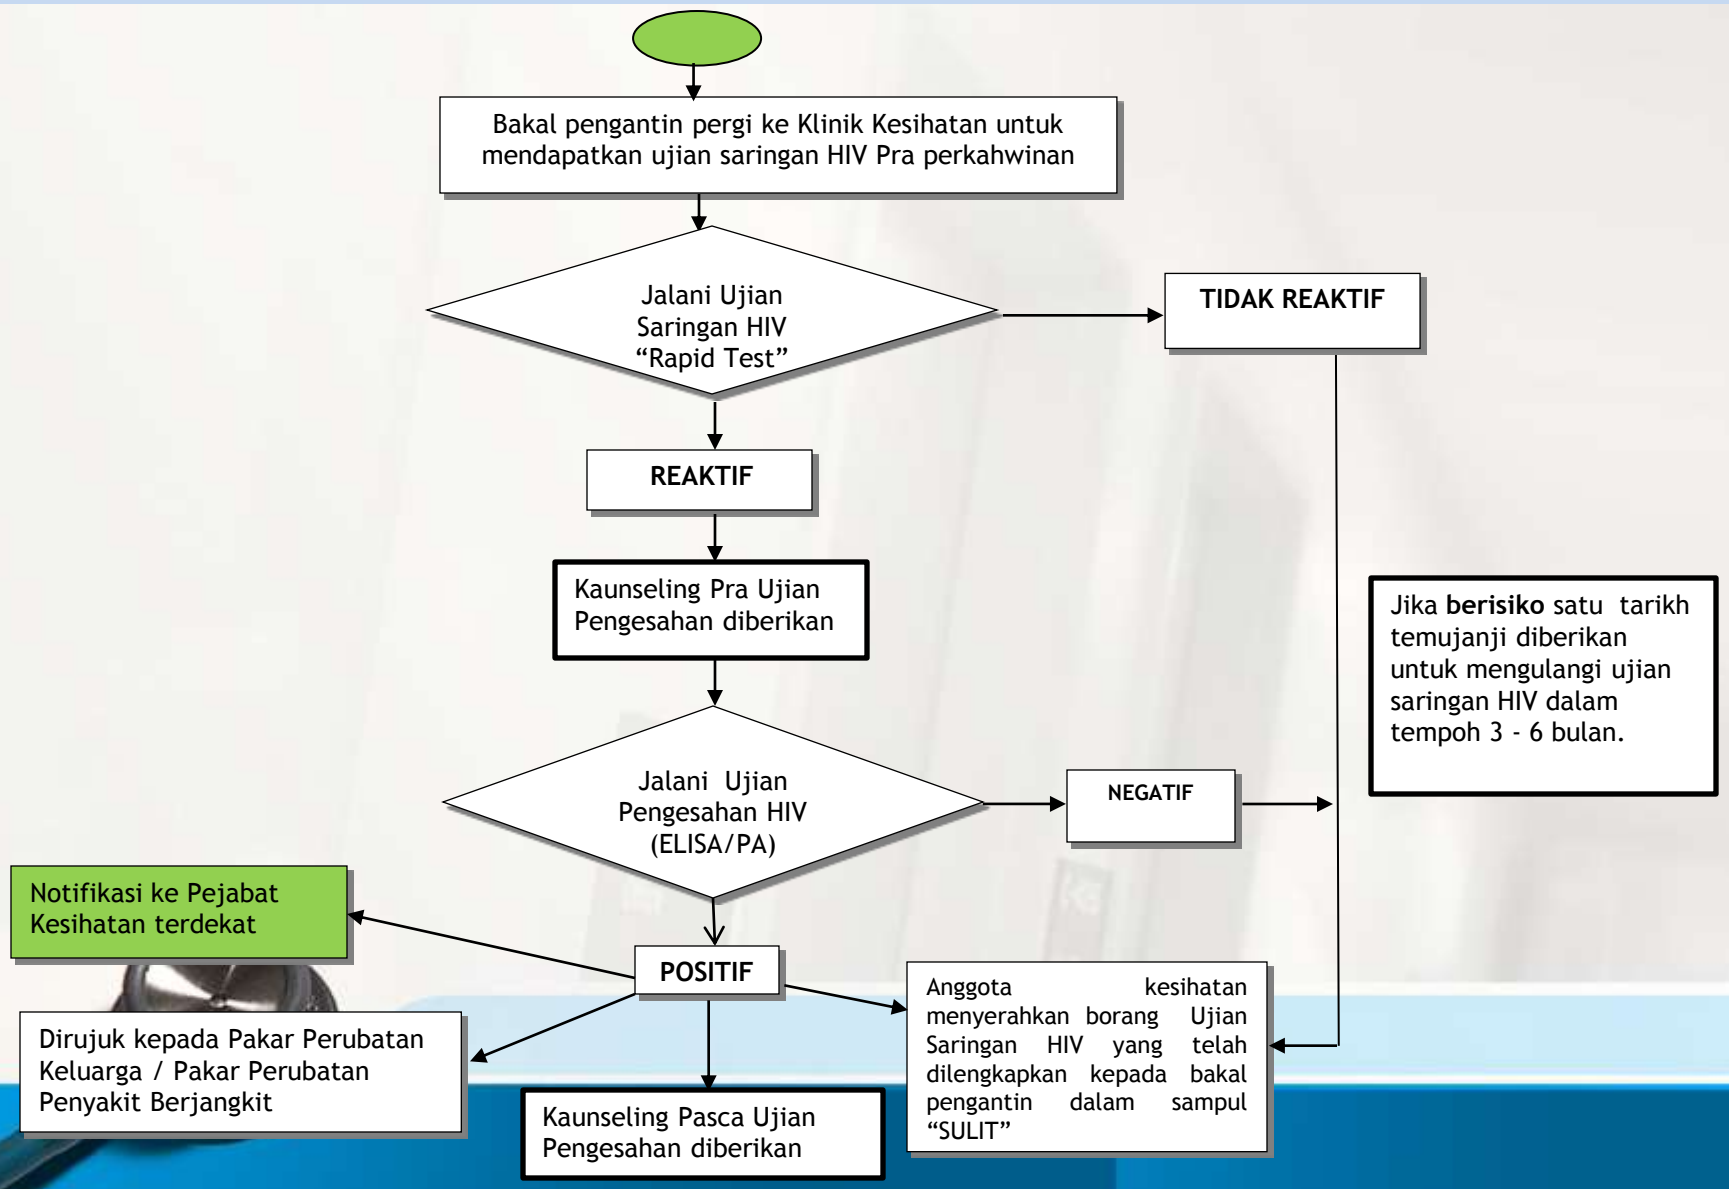 Bakal pengantin pergi ke Klinik Kesihatan untuk
mendapatkan ujian saringan HIV Pra perkahwinan
Jalani Ujian
Saringan HIV
“Rapid Test”
TIDAK REAKTIF
REAKTIF
Kaunseling Pra Ujian
Pengesahan diberikan
Jika berisiko satu tarikh
temujanji diberikan
untuk mengulangi ujian
saringan HIV dalam
tempoh 3 - 6 bulan.
Jalani Ujian
Pengesahan HIV
(ELISA/PA)
NEGATIF
Notifikasi ke Pejabat
Kesihatan terdekat
POSITIF
Dirujuk kepada Pakar Perubatan
Keluarga / Pakar Perubatan
Penyakit Berjangkit
Kaunseling Pasca Ujian
Pengesahan diberikan
Anggota kesihatan
menyerahkan borang Ujian
Saringan HIV yang telah
dilengkapkan kepada bakal
pengantin dalam sampul
“SULIT”